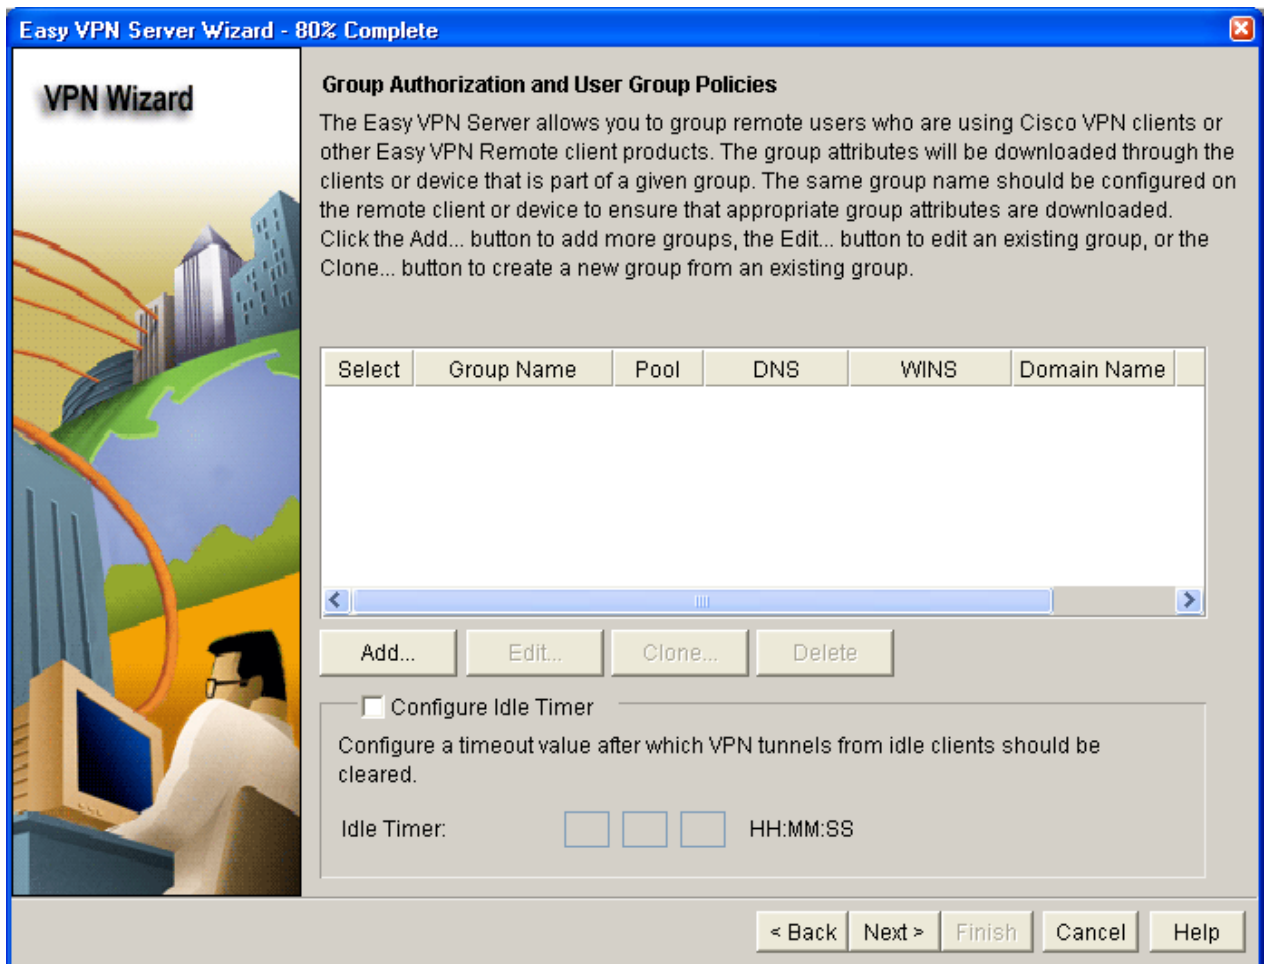 Easy VPN Server Wizard - 80% Complete
VPN Wizard
Group Authorization and User Group Policies
The Easy VPN Server allows you to group remote users who are using Cisco VPN clients or
other Easy VPN Remote client products. The group attributes will be downloaded through the
clients or device that is part of a given group. The same group name should be configured on
the remote client or device to ensure that appropriate group attributes are downloaded.
Click the Add... button to add more groups, the Edit... button to edit an existing group, or the
Clone... button to create a new group from an existing group.
Select Group Name Pool DNS WINS Domain Name
Add... Edit... Clone... Delete
Configure Idle Timer
Configure a timeout value after which VPN tunnels from idle clients should be
cleared.
Idle Timer: HH:MM:SS
< Back Next > Finish Cancel Help